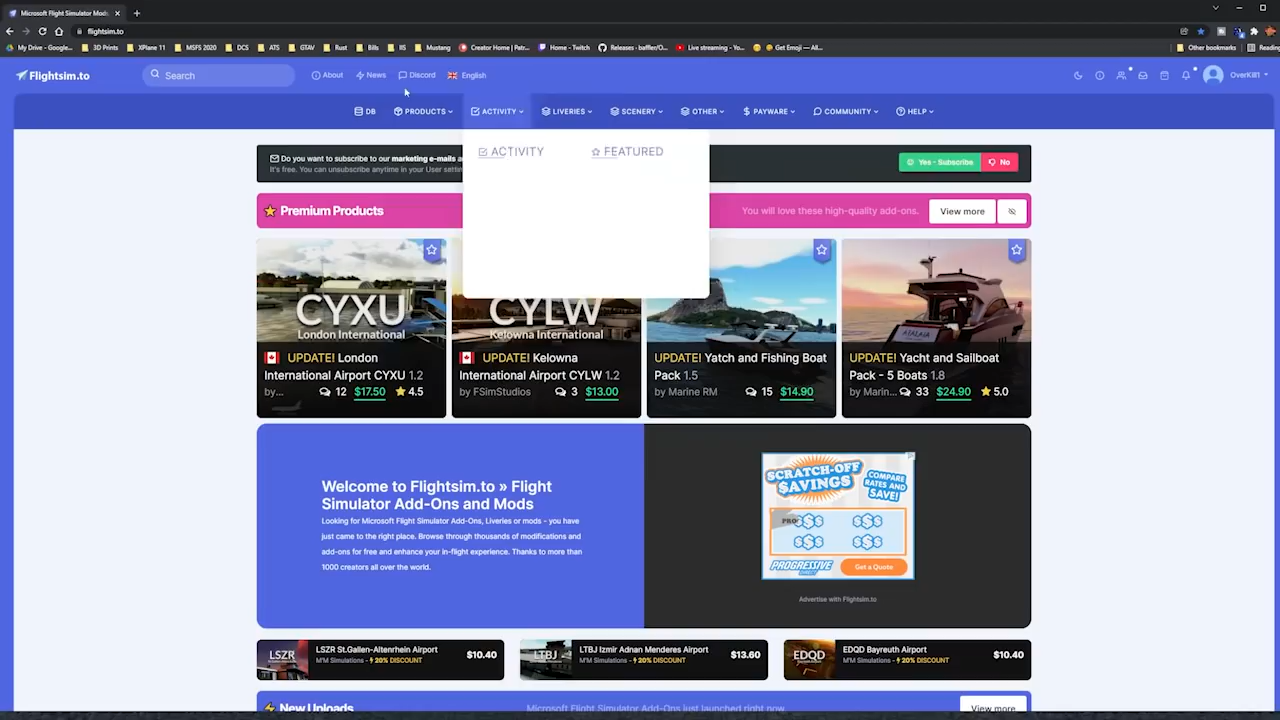 Microsoft Flight Simulator Mods
flightsim.to
My Drive - Google...
3D Prints
XPlane 11
MSFS 2020
DCS
ATS
GTAV
Rust
Bills
IIS
Mustang
Creator Home | Patr...
Home - Twitch
Releases · baffler/O...
Live streaming - Yo...
Get Emoji — All...
Other bookmarks
Reading
Flightsim.to
Search
About
News
Discord
English
OverKill1
DB
PRODUCTS
ACTIVITY
LIVERIES
SCENERY
OTHER
PAYWARE
COMMUNITY
HELP
ACTIVITY
FEATURED
Do you want to subscribe to our marketing e-mails a
It's free. You can unsubscribe anytime in your User settin
Yes - Subscribe
No
Premium Products
You will love these high-quality add-ons.
View more
CYXU
London International
UPDATE! London
International Airport CYXU 1.2
by...
12
$17.50
4.5
CYLW
Kelowna International
UPDATE! Kelowna
International Airport CYLW 1.2
by FSimStudios
3
$13.00
UPDATE! Yatch and Fishing Boat
Pack 1.5
by Marine RM
15
$14.90
UPDATE! Yacht and Sailboat
Pack - 5 Boats 1.8
by Marin...
33
$24.90
5.0
Welcome to Flightsim.to » Flight
Simulator Add-Ons and Mods
Looking for Microsoft Flight Simulator Add-Ons, Liveries or mods - you have
just came to the right place. Browse through thousands of modifications and
add-ons for free and enhance your in-flight experience. Thanks to more than
1000 creators all over the world.
SCRATCH-OFF
$AVINGS
COMPARE
RATES AND
SAVE!
PRO
$$$
$$$
$$$
$$$
PROGRESSIVE
Get a Quote
Advertise with Flightsim.to
LSZR
LSZR St.Gallen-Altenrhein Airport
M'M Simulations - 20% DISCOUNT
$10.40
LTBJ
LTBJ Izmir Adnan Menderes Airport
M'M Simulations - 20% DISCOUNT
$13.60
EDQD
EDQD Bayreuth Airport
M'M Simulations - 20% DISCOUNT
$10.40
New Uploads
Microsoft Flight Simulator Add-Ons just launched right now.
View more